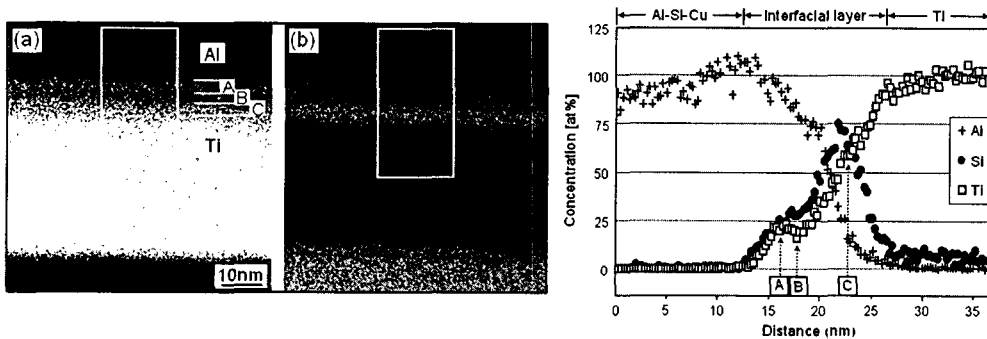 (a)
Al
A
B
C
Ti
10nm
(b)
Al-Si-Cu
Interfacial layer
Ti
Concentration [at%]
125
100
75
50
25
0
A
B
C
0
5
10
15
20
25
30
35
Distance (nm)
Al
Si
Ti